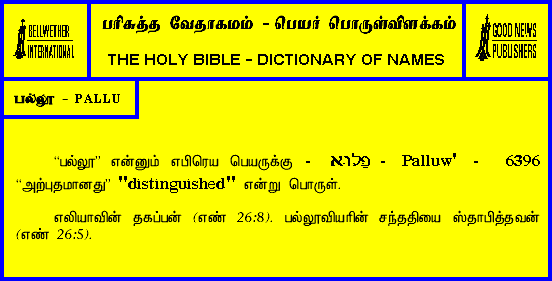 BELLWETHER
INTERNATIONAL
பரிசுத்த வேதாகமம் - பெயர் பொருள்விளக்கம்
THE HOLY BIBLE - DICTIONARY OF NAMES
GOOD NEWS
PUBLISHERS
பல்லூ - PALLU
“பல்லூ” என்னும் எபிரெய பெயருக்கு - פַּלּוּא - Palluw' - 6396
“அற்புதமானது” "distinguished" என்று பொருள்.
எலியாவின் தகப்பன் (எண் 26:8). பல்லூவியரின் சந்ததியை ஸ்தாபித்தவன்
(எண் 26:5).